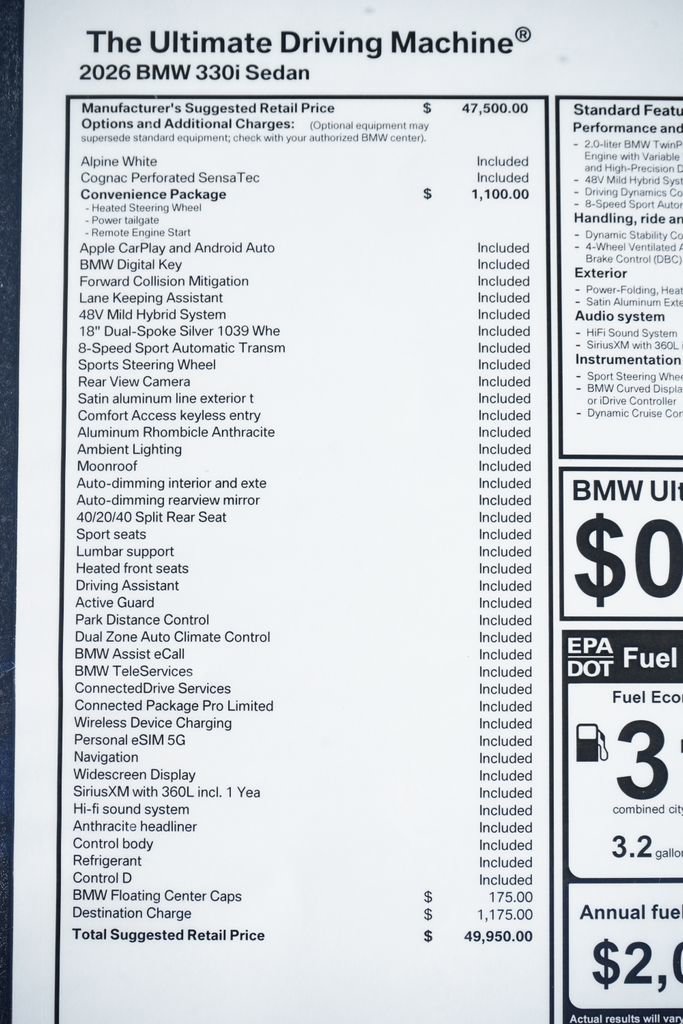 The Ultimate Driving Machine®
2026 BMW 330i Sedan
Manufacturer's Suggested Retail Price $ 47,500.00
Options and Additional Charges: (Optional equipment may
supersede standard equipment; check with your authorized BMW center).
Alpine White Included
Cognac Perforated SensaTec Included
Convenience Package $ 1,100.00
- Heated Steering Wheel
- Power tailgate
- Remote Engine Start
Apple CarPlay and Android Auto Included
BMW Digital Key Included
Forward Collision Mitigation Included
Lane Keeping Assistant Included
48V Mild Hybrid System Included
18" Dual-Spoke Silver 1039 Whe Included
8-Speed Sport Automatic Transm Included
Sports Steering Wheel Included
Rear View Camera Included
Satin aluminum line exterior t Included
Comfort Access keyless entry Included
Aluminum Rhombicle Anthracite Included
Ambient Lighting Included
Moonroof Included
Auto-dimming interior and exte Included
Auto-dimming rearview mirror Included
40/20/40 Split Rear Seat Included
Sport seats Included
Lumbar support Included
Heated front seats Included
Driving Assistant Included
Active Guard Included
Park Distance Control Included
Dual Zone Auto Climate Control Included
BMW Assist eCall Included
BMW TeleServices Included
ConnectedDrive Services Included
Connected Package Pro Limited Included
Wireless Device Charging Included
Personal eSIM 5G Included
Navigation Included
Widescreen Display Included
SiriusXM with 360L incl. 1 Yea Included
Hi-fi sound system Included
Anthracite headliner Included
Control body Included
Refrigerant Included
Control D Included
BMW Floating Center Caps $ 175.00
Destination Charge $ 1,175.00
Total Suggested Retail Price $ 49,950.00
Standard Featu
Performance and
- 2.0-liter BMW TwinP
Engine with Variable
and High-Precision D
- 48V Mild Hybrid Syst
- Driving Dynamics Co
- 8-Speed Sport Autor
Handling, ride an
- Dynamic Stability Co
- 4-Wheel Ventilated A
Brake Control (DBC)
Exterior
- Power-Folding, Heat
- Satin Aluminum Exte
Audio system
- HiFi Sound System
- SiriusXM with 360L
Instrumentation
- Sport Steering Whee
- BMW Curved Displa
or iDrive Controller
- Dynamic Cruise Con
BMW Ult
$0
EPA
DOT Fuel
Fuel Eco
3
combined city
3.2 gallo
Annual fuel
$2,0
Actual results will vary